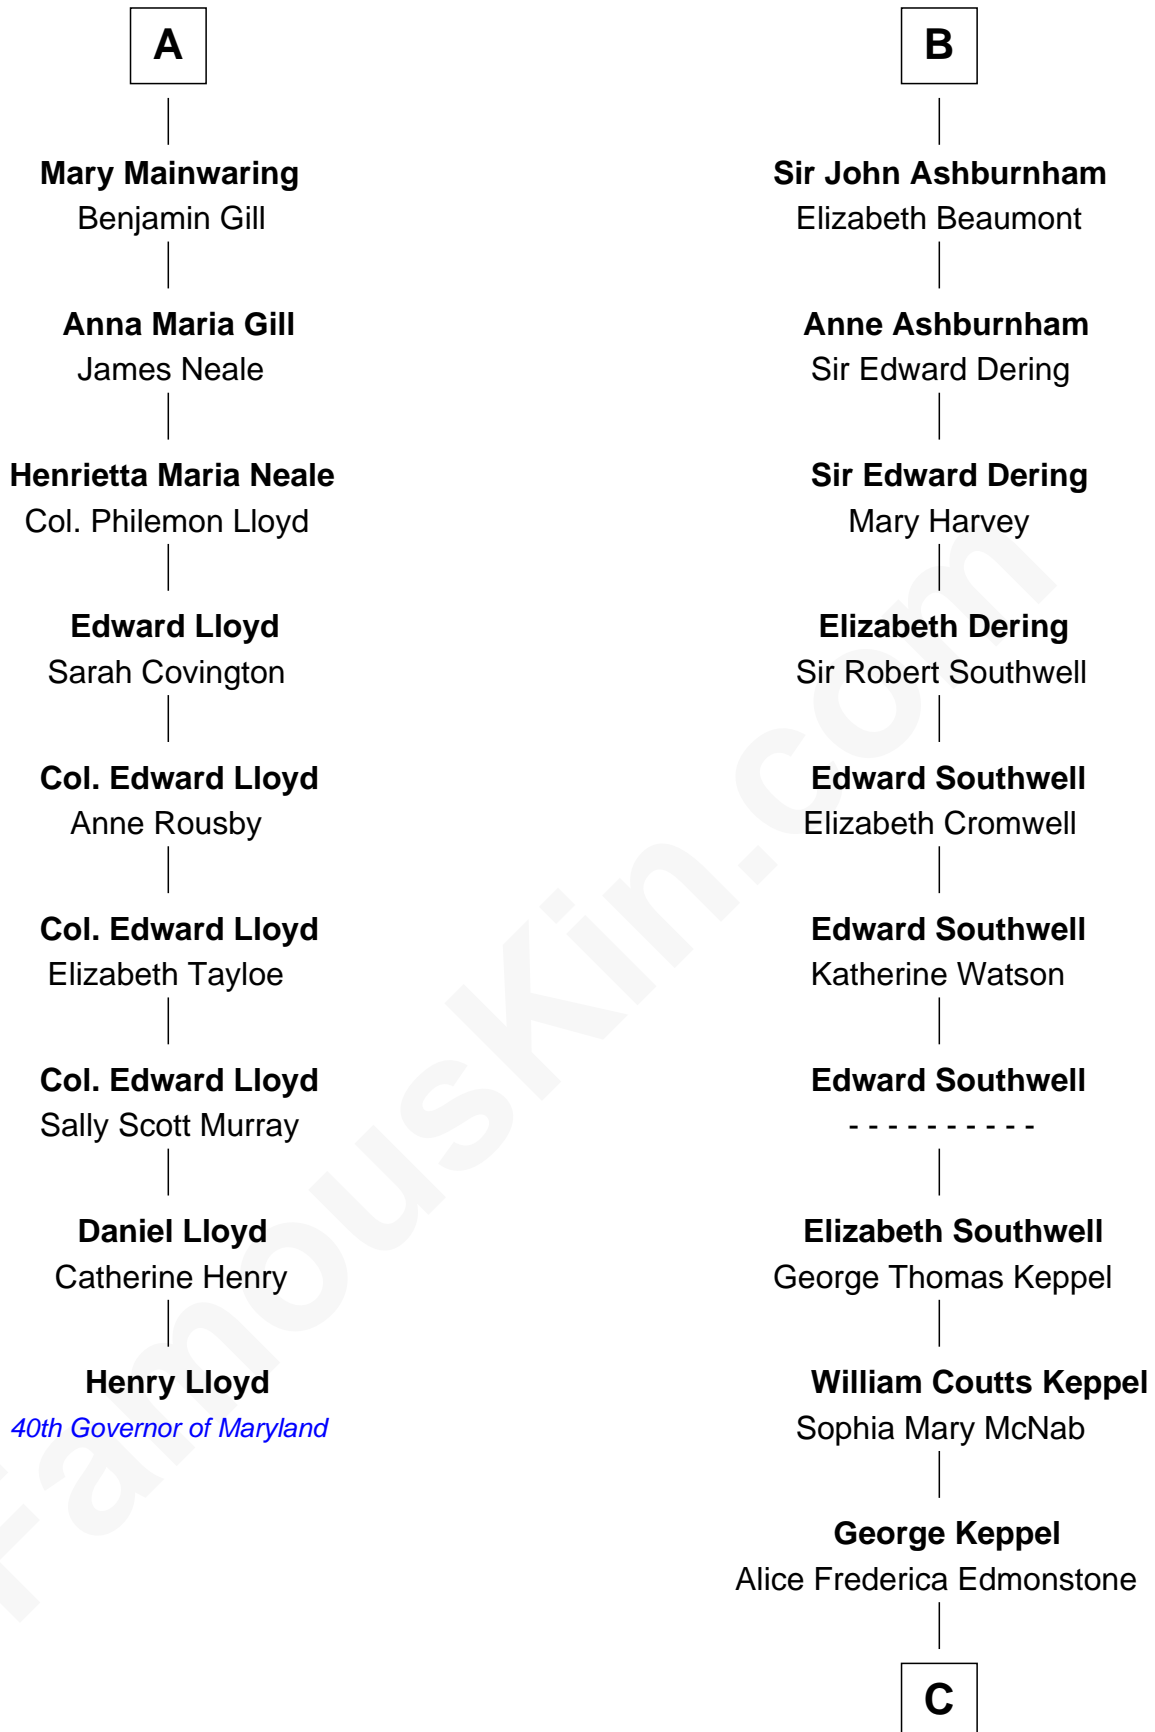 A
Mary Mainwaring
Benjamin Gill
Anna Maria Gill
James Neale
Henrietta Maria Neale
Col. Philemon Lloyd
Edward Lloyd
Sarah Covington
Col. Edward Lloyd
Anne Rousby
Col. Edward Lloyd
Elizabeth Tayloe
Col. Edward Lloyd
Sally Scott Murray
Daniel Lloyd
Catherine Henry
Henry Lloyd
40th Governor of Maryland
B
Sir John Ashburnham
Elizabeth Beaumont
Anne Ashburnham
Sir Edward Dering
Sir Edward Dering
Mary Harvey
Elizabeth Dering
Sir Robert Southwell
Edward Southwell
Elizabeth Cromwell
Edward Southwell
Katherine Watson
Edward Southwell
- - - - - - - - - -
Elizabeth Southwell
George Thomas Keppel
William Coutts Keppel
Sophia Mary McNab
George Keppel
Alice Frederica Edmonstone
C
FamousKin.com